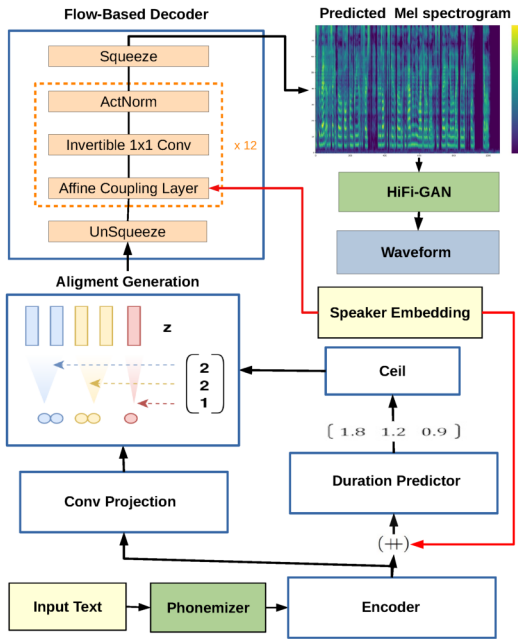 Flow-Based Decoder
Predicted Mel spectrogram
Squeeze
ActNorm
Invertible 1x1 Conv
x 12
Affine Coupling Layer
UnSqueeze
HiFi-GAN
Waveform
Aligment Generation
Speaker Embedding
z
2
2
1
Ceil
[ 1.8 1.2 0.9 ]
Conv Projection
Duration Predictor
(++)
Input Text
Phonemizer
Encoder